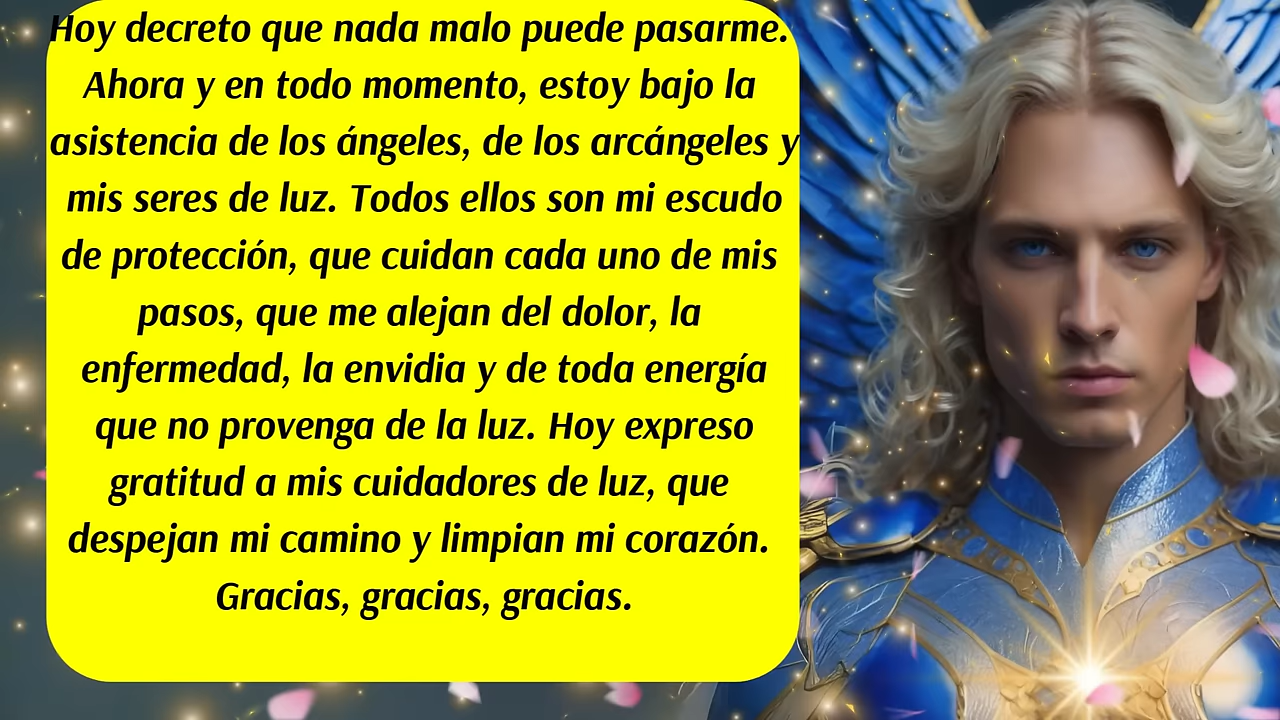 Hoy decreto que nada malo puede pasarme.
Ahora y en todo momento, estoy bajo la
asistencia de los ángeles, de los arcángeles y
mis seres de luz. Todos ellos son mi escudo
de protección, que cuidan cada uno de mis
pasos, que me alejan del dolor, la
enfermedad, la envidia y de toda energía
que no provenga de la luz. Hoy expreso
gratitud a mis cuidadores de luz, que
despejan mi camino y limpian mi corazón.
Gracias, gracias, gracias.